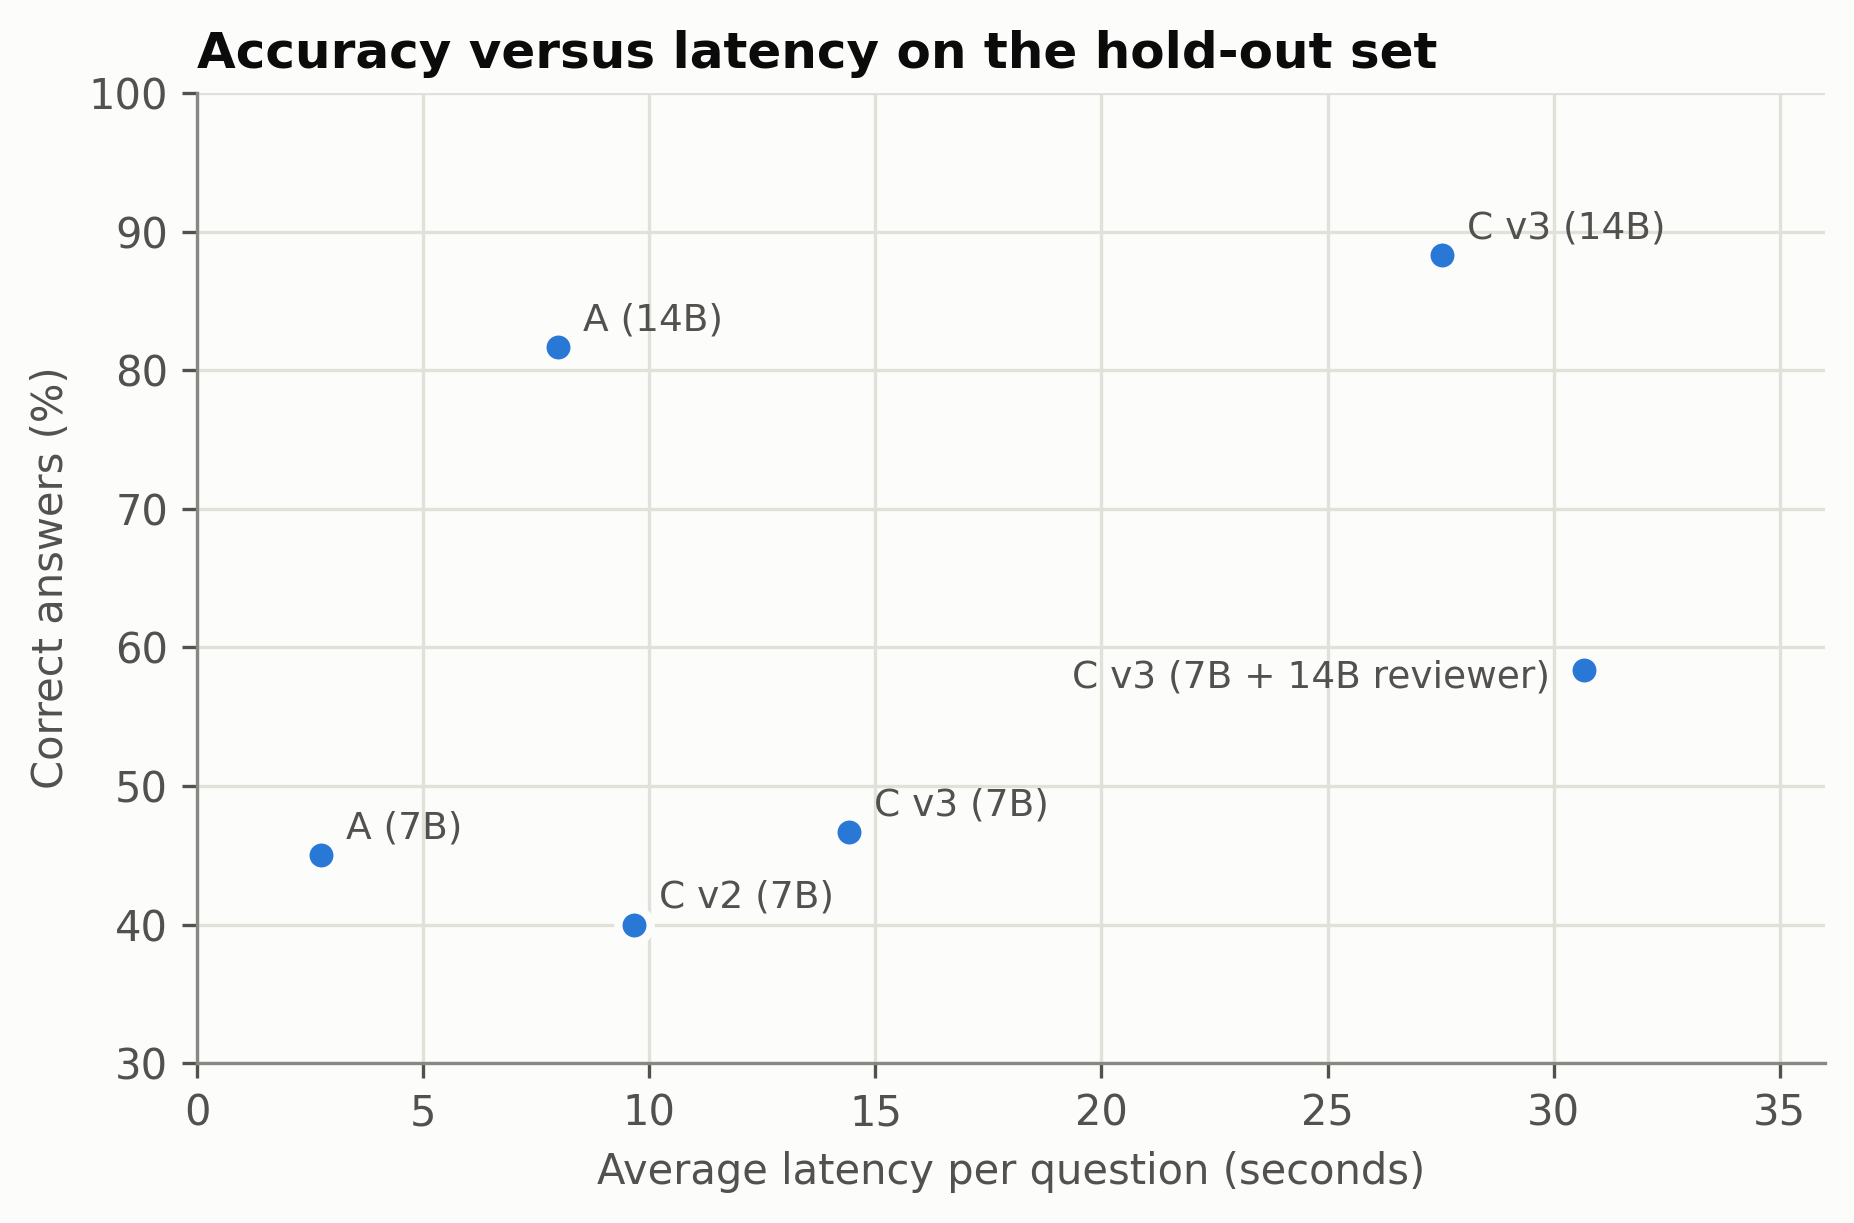 Accuracy versus latency on the hold-out set
100
90
80
70
60
50
40
30
Correct answers (%)
C v3 (14B)
A (14B)
C v3 (7B + 14B reviewer)
C v3 (7B)
A (7B)
C v2 (7B)
0 5 10 15 20 25 30 35
Average latency per question (seconds)